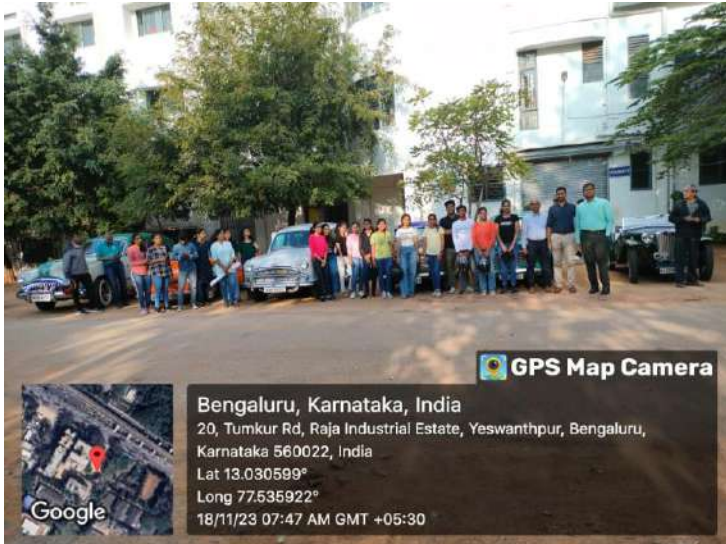 GPS Map Camera
Bengaluru, Karnataka, India
20, Tumkur Rd, Raja Industrial Estate, Yeswanthpur, Bengaluru,
Karnataka 560022, India
Lat 13.030599°
Long 77.535922°
18/11/23 07:47 AM GMT +05:30
Google